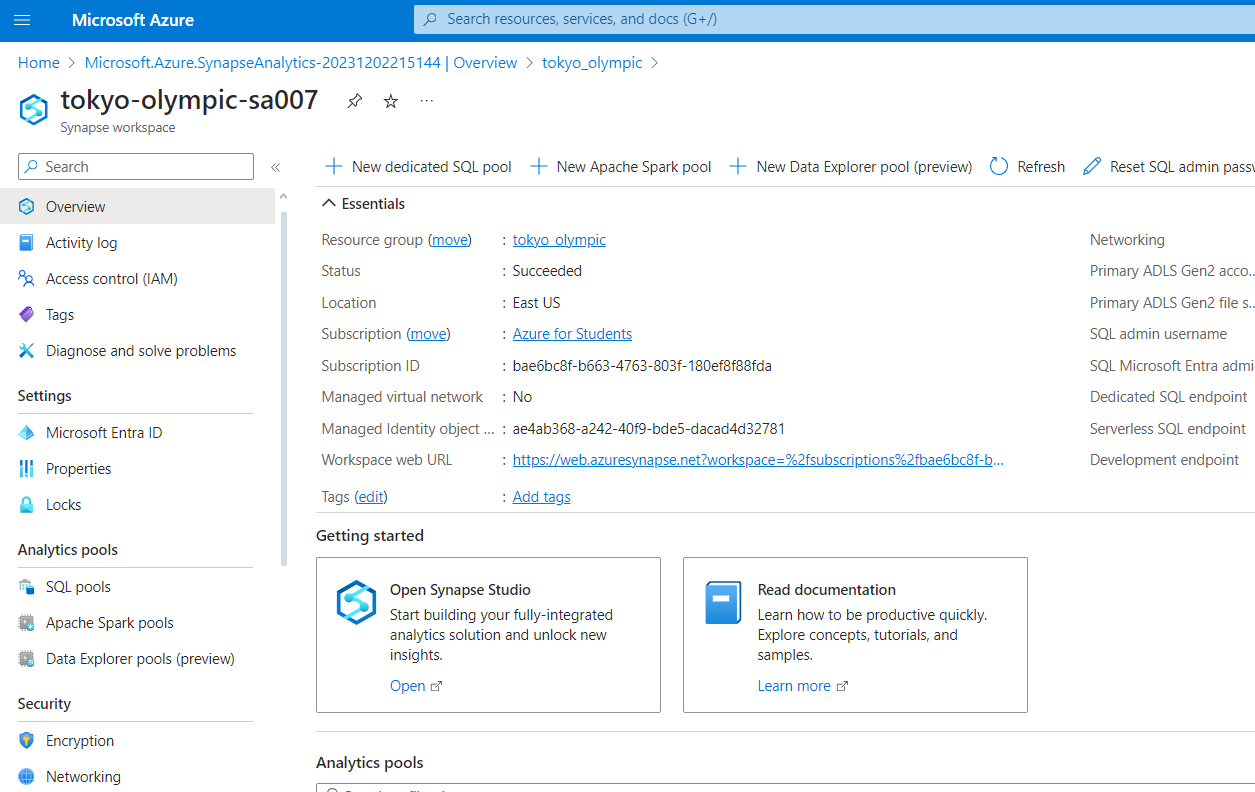 Microsoft Azure
Search resources, services, and docs (G+/)
Home > Microsoft.Azure.SynapseAnalytics-20231202215144 | Overview > tokyo_olympic >
tokyo-olympic-sa007
Synapse workspace
Search
Overview
Activity log
Access control (IAM)
Tags
Diagnose and solve problems
Settings
Microsoft Entra ID
Properties
Locks
Analytics pools
SQL pools
Apache Spark pools
Data Explorer pools (preview)
Security
Encryption
Networking
New dedicated SQL pool New Apache Spark pool New Data Explorer pool (preview) Refresh Reset SQL admin passw
Essentials
Resource group (move) : tokyo_olympic
Status : Succeeded
Location : East US
Subscription (move) : Azure for Students
Subscription ID : bae6bc8f-b663-4763-803f-180ef8f88fda
Managed virtual network : No
Managed Identity object ... : ae4ab368-a242-40f9-bde5-dacad4d32781
Workspace web URL : https://web.azuresynapse.net?workspace=%2fsubscriptions%2fbae6bc8f-b...
Tags (edit) : Add tags
Networking
Primary ADLS Gen2 acco...
Primary ADLS Gen2 file s...
SQL admin username
SQL Microsoft Entra admi
Dedicated SQL endpoint
Serverless SQL endpoint
Development endpoint
Getting started
Open Synapse Studio
Start building your fully-integrated
analytics solution and unlock new
insights.
Open
Read documentation
Learn how to be productive quickly.
Explore concepts, tutorials, and
samples.
Learn more
Analytics pools